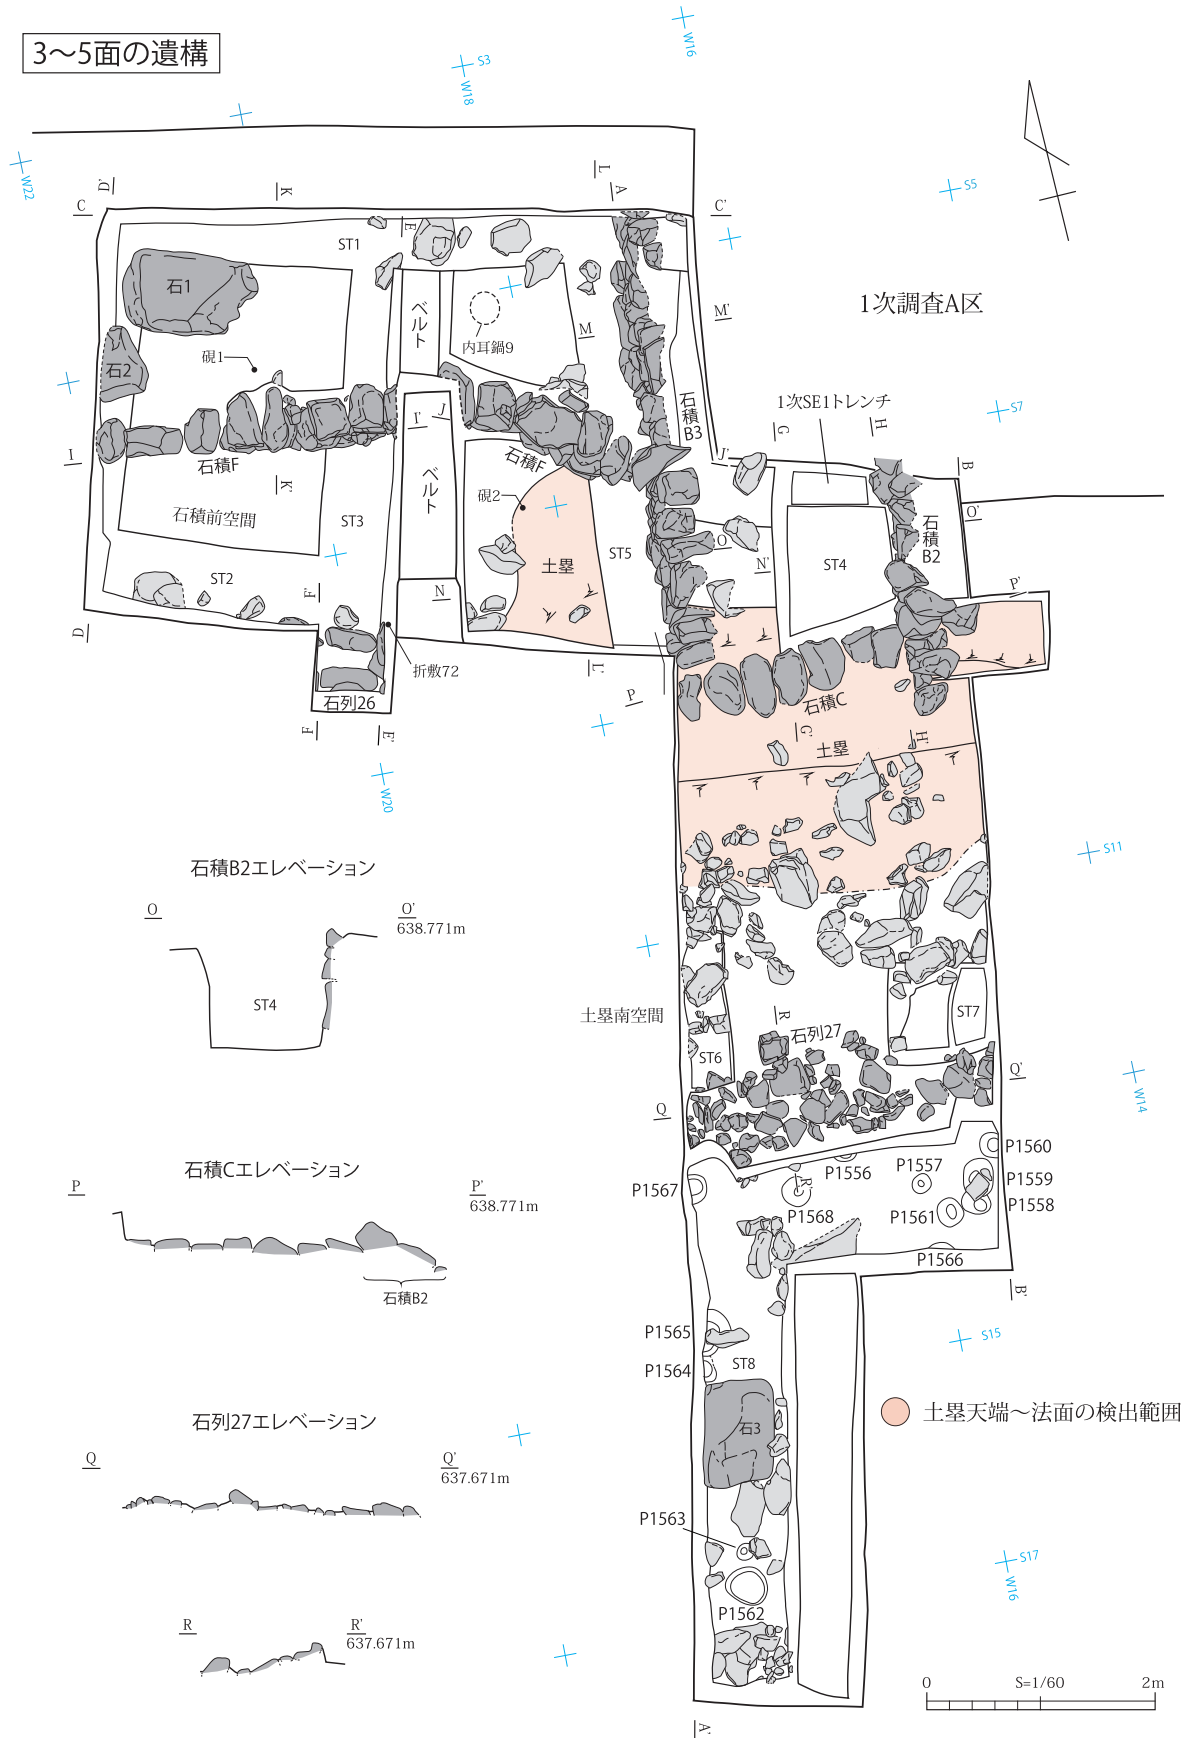 3～5面の遺構
W16
S3
W18
W22
S5
D'
K
L
A
C
C'
E
ST1
石1
1次調査A区
M'
ベルト
M
内耳鍋9
石2
硯1
1次SE1トレンチ
S7
石積B3
G
H
I'
J
J'
B
I
石積F
石積F
K'
ベルト
硯2
石積前空間
ST3
O'
石積B2
O
ST5
土塁
N'
ST4
ST2
F'
N
P'
D
折敷72
L'
石列26
P
石積C
F
E'
G'
H'
土塁
W20
S11
石積B2エレベーション
O
O'
638.771m
ST4
土塁南空間
R
石列27
ST7
ST6
Q'
W14
Q
石積Cエレベーション
P
P'
638.771m
石積B2
P1560
P1556
P1557
P1559
P1567
R'
P1568
P1561
P1558
P1566
B'
P1565
S15
P1564
ST8
石列27エレベーション
Q
Q'
637.671m
石3
土塁天端～法面の検出範囲
P1563
S17
W16
P1562
R
R'
637.671m
0
S=1/60
2m
A'